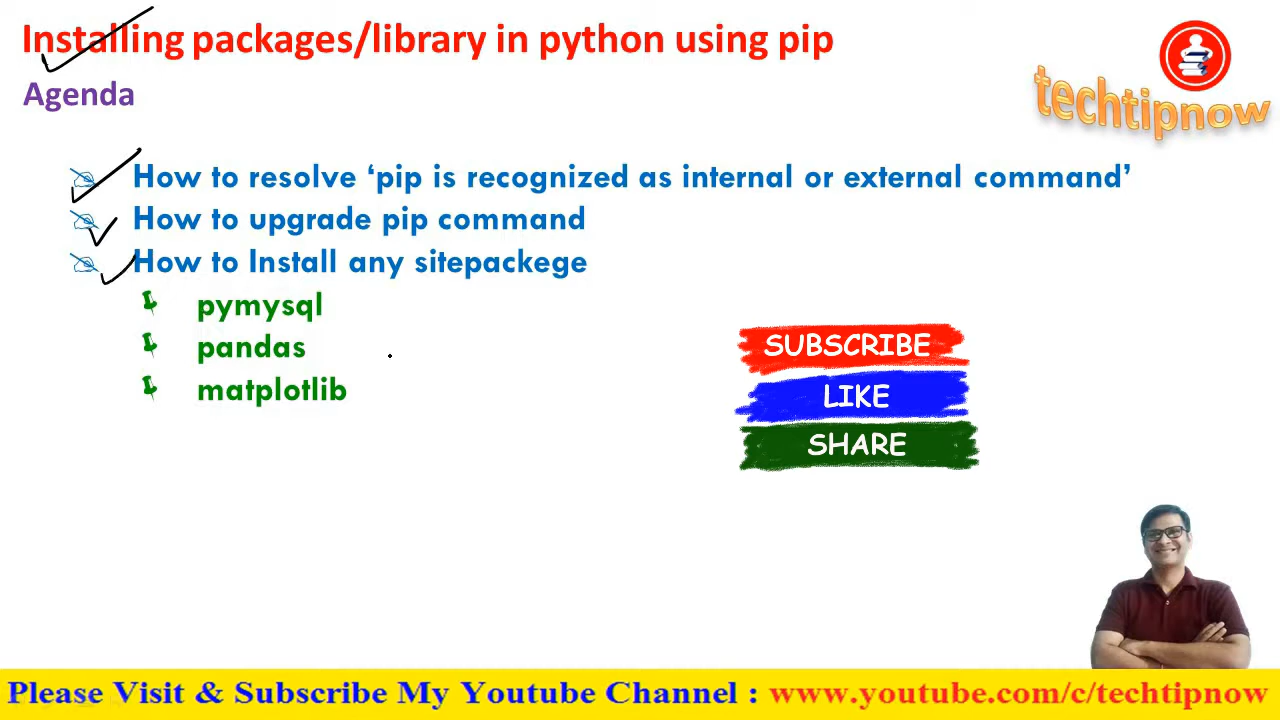 Installing packages/library in python using pip
Agenda
techtipnow
How to resolve ‘pip is recognized as internal or external command’
How to upgrade pip command
How to Install any sitepackege
pymysql
pandas
matplotlib
SUBSCRIBE
LIKE
SHARE
Please Visit & Subscribe My Youtube Channel : www.youtube.com/c/techtipnow